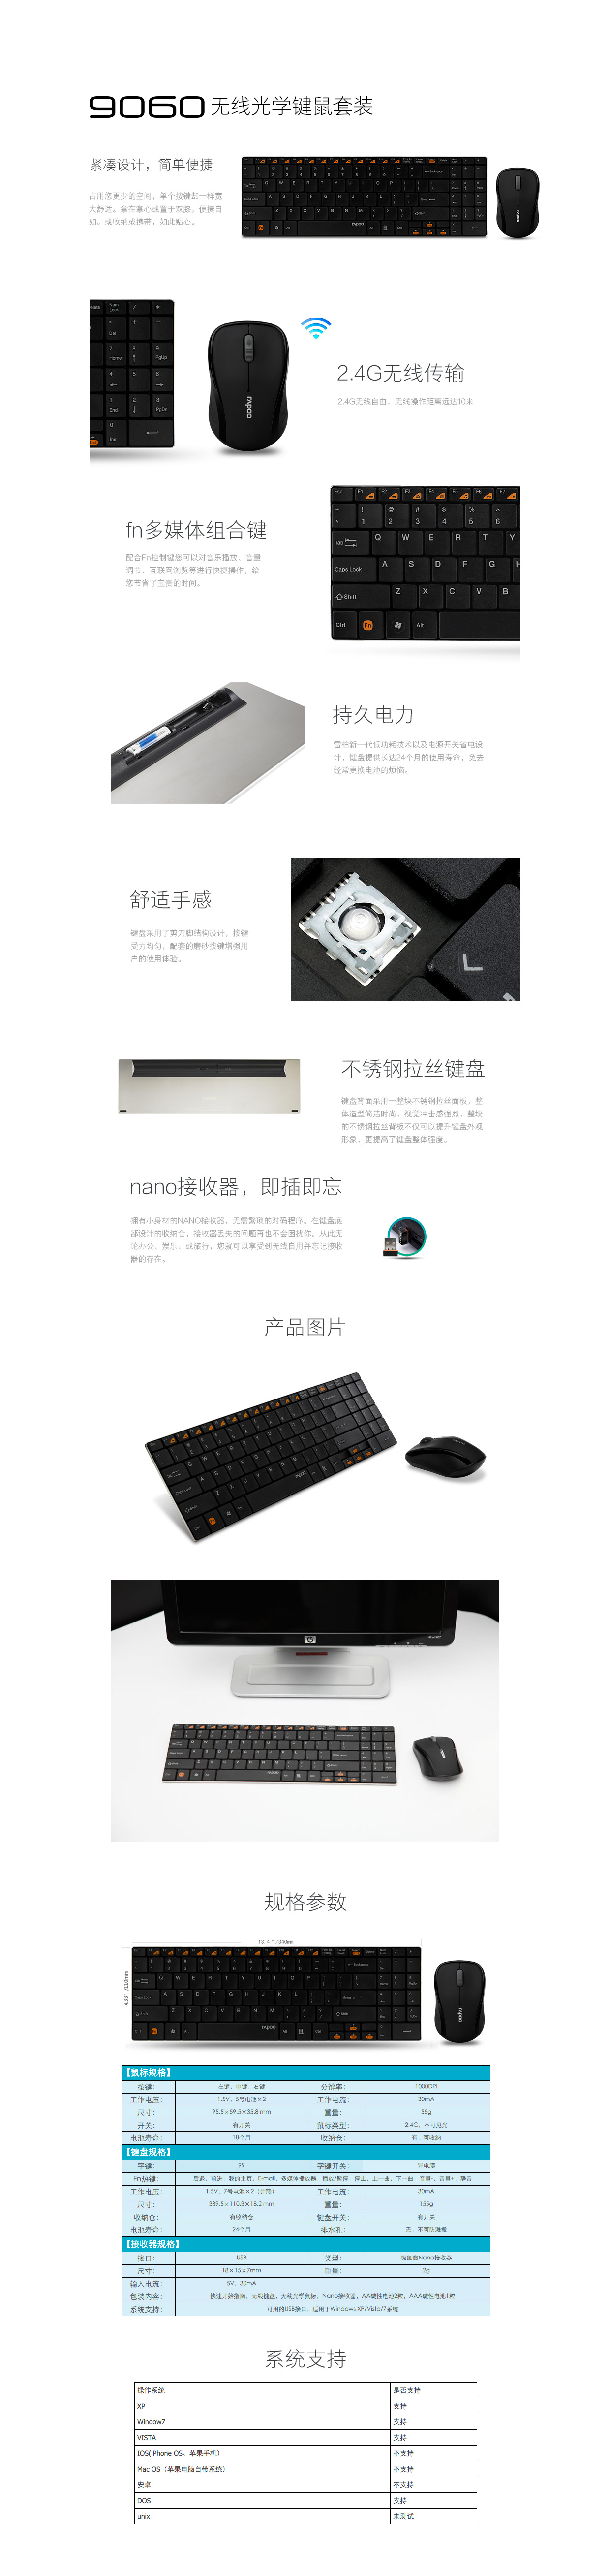 9060 无线光学键鼠套装
紧凑设计，简单便捷
占用您更少的空间，单个按键却一样宽
大舒适。拿在掌心或置于双膝，便捷自
如。或收纳或携带，如此贴心。
rapoo
2.4G无线传输
2.4G无线自由，无线操作距离远达10米
fn多媒体组合键
配合Fn控制键您可以对音乐播放、音量
调节、互联网浏览等进行快捷操作，给
您节省了宝贵的时间。
Esc F1 F2 F3 F4 F5 F6 F7
Tab Q W E R T Y
Caps Lock A S D F G H
Shift Z X C V B
Ctrl Fn Alt
持久电力
雷柏新一代低功耗技术以及电源开关省电设
计，键盘提供长达24个月的使用寿命，免去
经常更换电池的烦恼。
舒适手感
键盘采用了剪刀脚结构设计，按键
受力均匀，配套的磨砂按键增强用
户的使用体验。
不锈钢拉丝键盘
键盘背面采用一整块不锈钢拉丝面板，整
体造型简洁时尚，视觉冲击感强烈，整块
的不锈钢拉丝背板不仅可以提升键盘外观
形象，更提高了键盘整体强度。
nano接收器，即插即忘
拥有小身材的NANO接收器，无需繁琐的对码程序。在键盘底
部设计的收纳仓，接收器丢失的问题再也不会困扰你。从此无
论办公、娱乐、或旅行，您就可以享受到无线自用并忘记接收
器的存在。
产品图片
rapoo
hp
规格参数
13.4"/340mm
4.33"/110mm
rapoo
【鼠标规格】
按键： 左键，中键，右键 分辨率： 1000DPI
工作电压： 1.5V，5号电池×2 工作电流： 30mA
尺寸： 95.5×59.5×35.8 mm 重量： 55g
开关： 有开关 鼠标类型： 2.4G，不可见光
电池寿命： 18个月 收纳仓： 有，可收纳
【键盘规格】
字键： 99 字键开关： 导电膜
Fn热键： 后退，前进，我的主页，E-mail，多媒体播放器，播放/暂停，停止，上一曲，下一曲，音量-，音量+，静音
工作电压： 1.5V，7号电池×2（并联） 工作电流： 30mA
尺寸： 339.5×110.3×18.2 mm 重量： 155g
收纳仓： 有收纳仓 键盘开关： 有开关
电池寿命： 24个月 排水孔： 无，不可防溅溅
【接收器规格】
接口： USB 类型： 极细微Nano接收器
尺寸： 18×15×7mm 重量： 2g
输入电流： 5V，30mA
包装内容： 快速开始指南，无线键盘，无线光学鼠标，Nano接收器，AA碱性电池2粒，AAA碱性电池1粒
系统支持： 可用的USB接口，适用于Windows XP/Vista/7系统
系统支持
操作系统 是否支持
XP 支持
Window7 支持
VISTA 支持
IOS(iPhone OS、苹果手机） 不支持
Mac OS（苹果电脑自带系统） 不支持
安卓 不支持
DOS 支持
unix 未测试